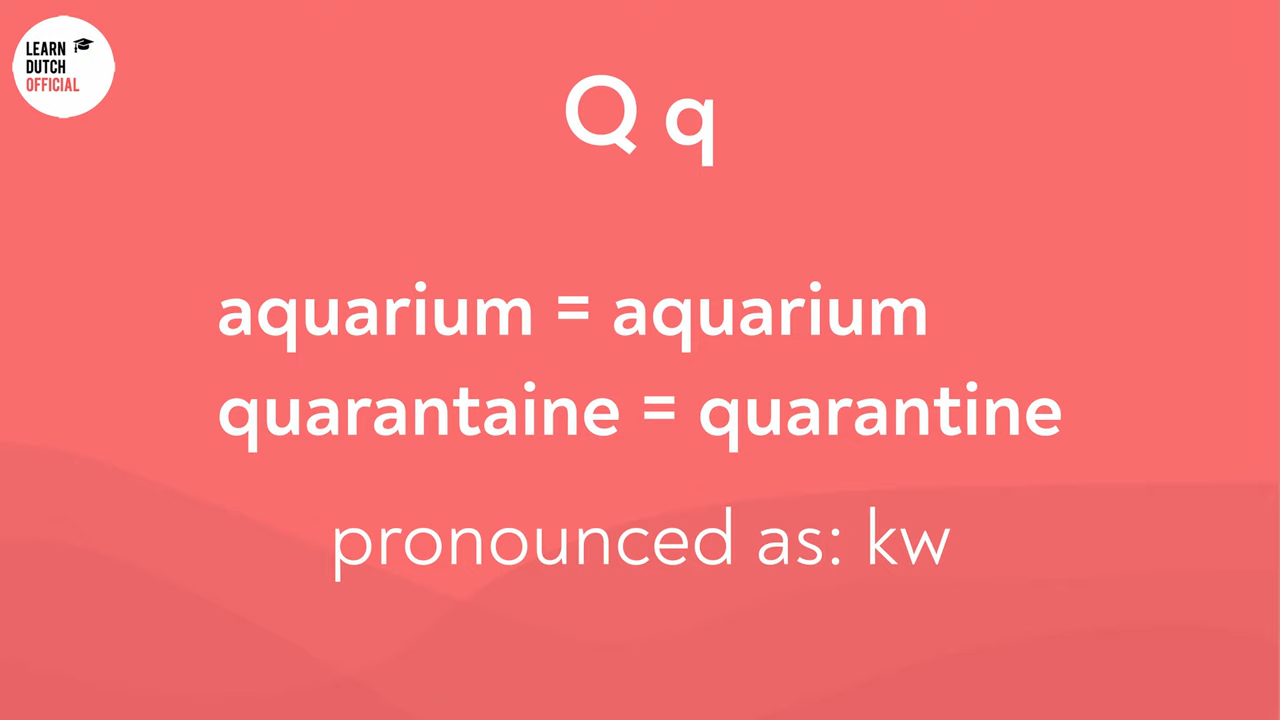 LEARN
DUTCH
OFFICIAL
Q q
aquarium = aquarium
quarantaine = quarantine
pronounced as: kw